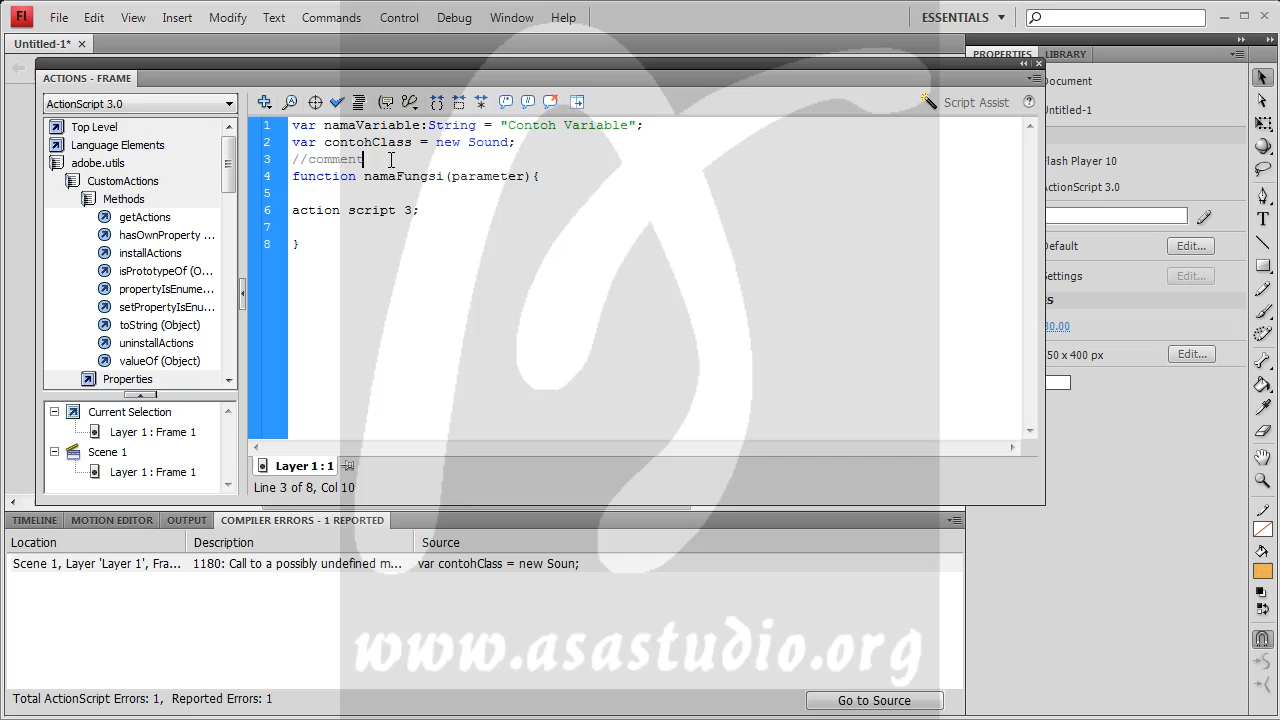 File Edit View Insert Modify Text Commands Control Debug Window Help
ESSENTIALS
Untitled-1*
PROPERTIES LIBRARY
ACTIONS - FRAME
ActionScript 3.0
Script Assist
Top Level
Language Elements
adobe.utils
CustomActions
Methods
getActions
hasOwnProperty ...
installActions
isPrototypeOf (O...
propertyIsEnume...
setPropertyIsEnu...
toString (Object)
uninstallActions
valueOf (Object)
Properties
1 var namaVariable:String = "Contoh Variable";
2 var contohClass = new Sound;
3 //comment
4 function namaFungsi(parameter){
5
6 action script 3;
7
8 }
Document
Untitled-1
Flash Player 10
ActionScript 3.0
Default Edit...
Settings Edit...
30.00
50 x 400 px Edit...
Current Selection
Layer 1 : Frame 1
Scene 1
Layer 1 : Frame 1
Layer 1 : 1
Line 3 of 8, Col 10
TIMELINE MOTION EDITOR OUTPUT COMPILER ERRORS - 1 REPORTED
Location Description Source
Scene 1, Layer 'Layer 1', Fra... 1180: Call to a possibly undefined m... var contohClass = new Soun;
www.asastudio.org
Total ActionScript Errors: 1, Reported Errors: 1
Go to Source